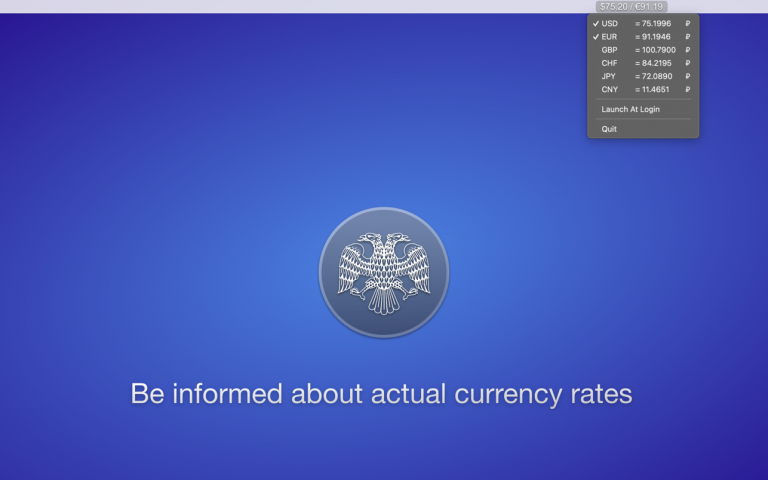 $75.20 / €91.19
✓ USD = 75.1996 ₽
✓ EUR = 91.1946 ₽
GBP = 100.7900 ₽
CHF = 84.2195 ₽
JPY = 72.0890 ₽
CNY = 11.4651 ₽
Launch At Login
Quit
Be informed about actual currency rates